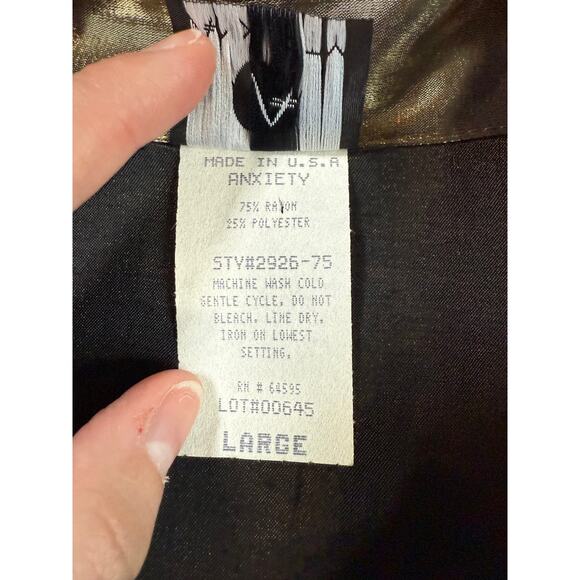 MADE IN U.S.A
ANXIETY
75% RAYON
25% POLYESTER
STY#2926-75
MACHINE WASH COLD
GENTLE CYCLE, DO NOT
BLEACH. LINE DRY.
IRON ON LOWEST
SETTING.
RN # 64595
LOT#00645
LARGE